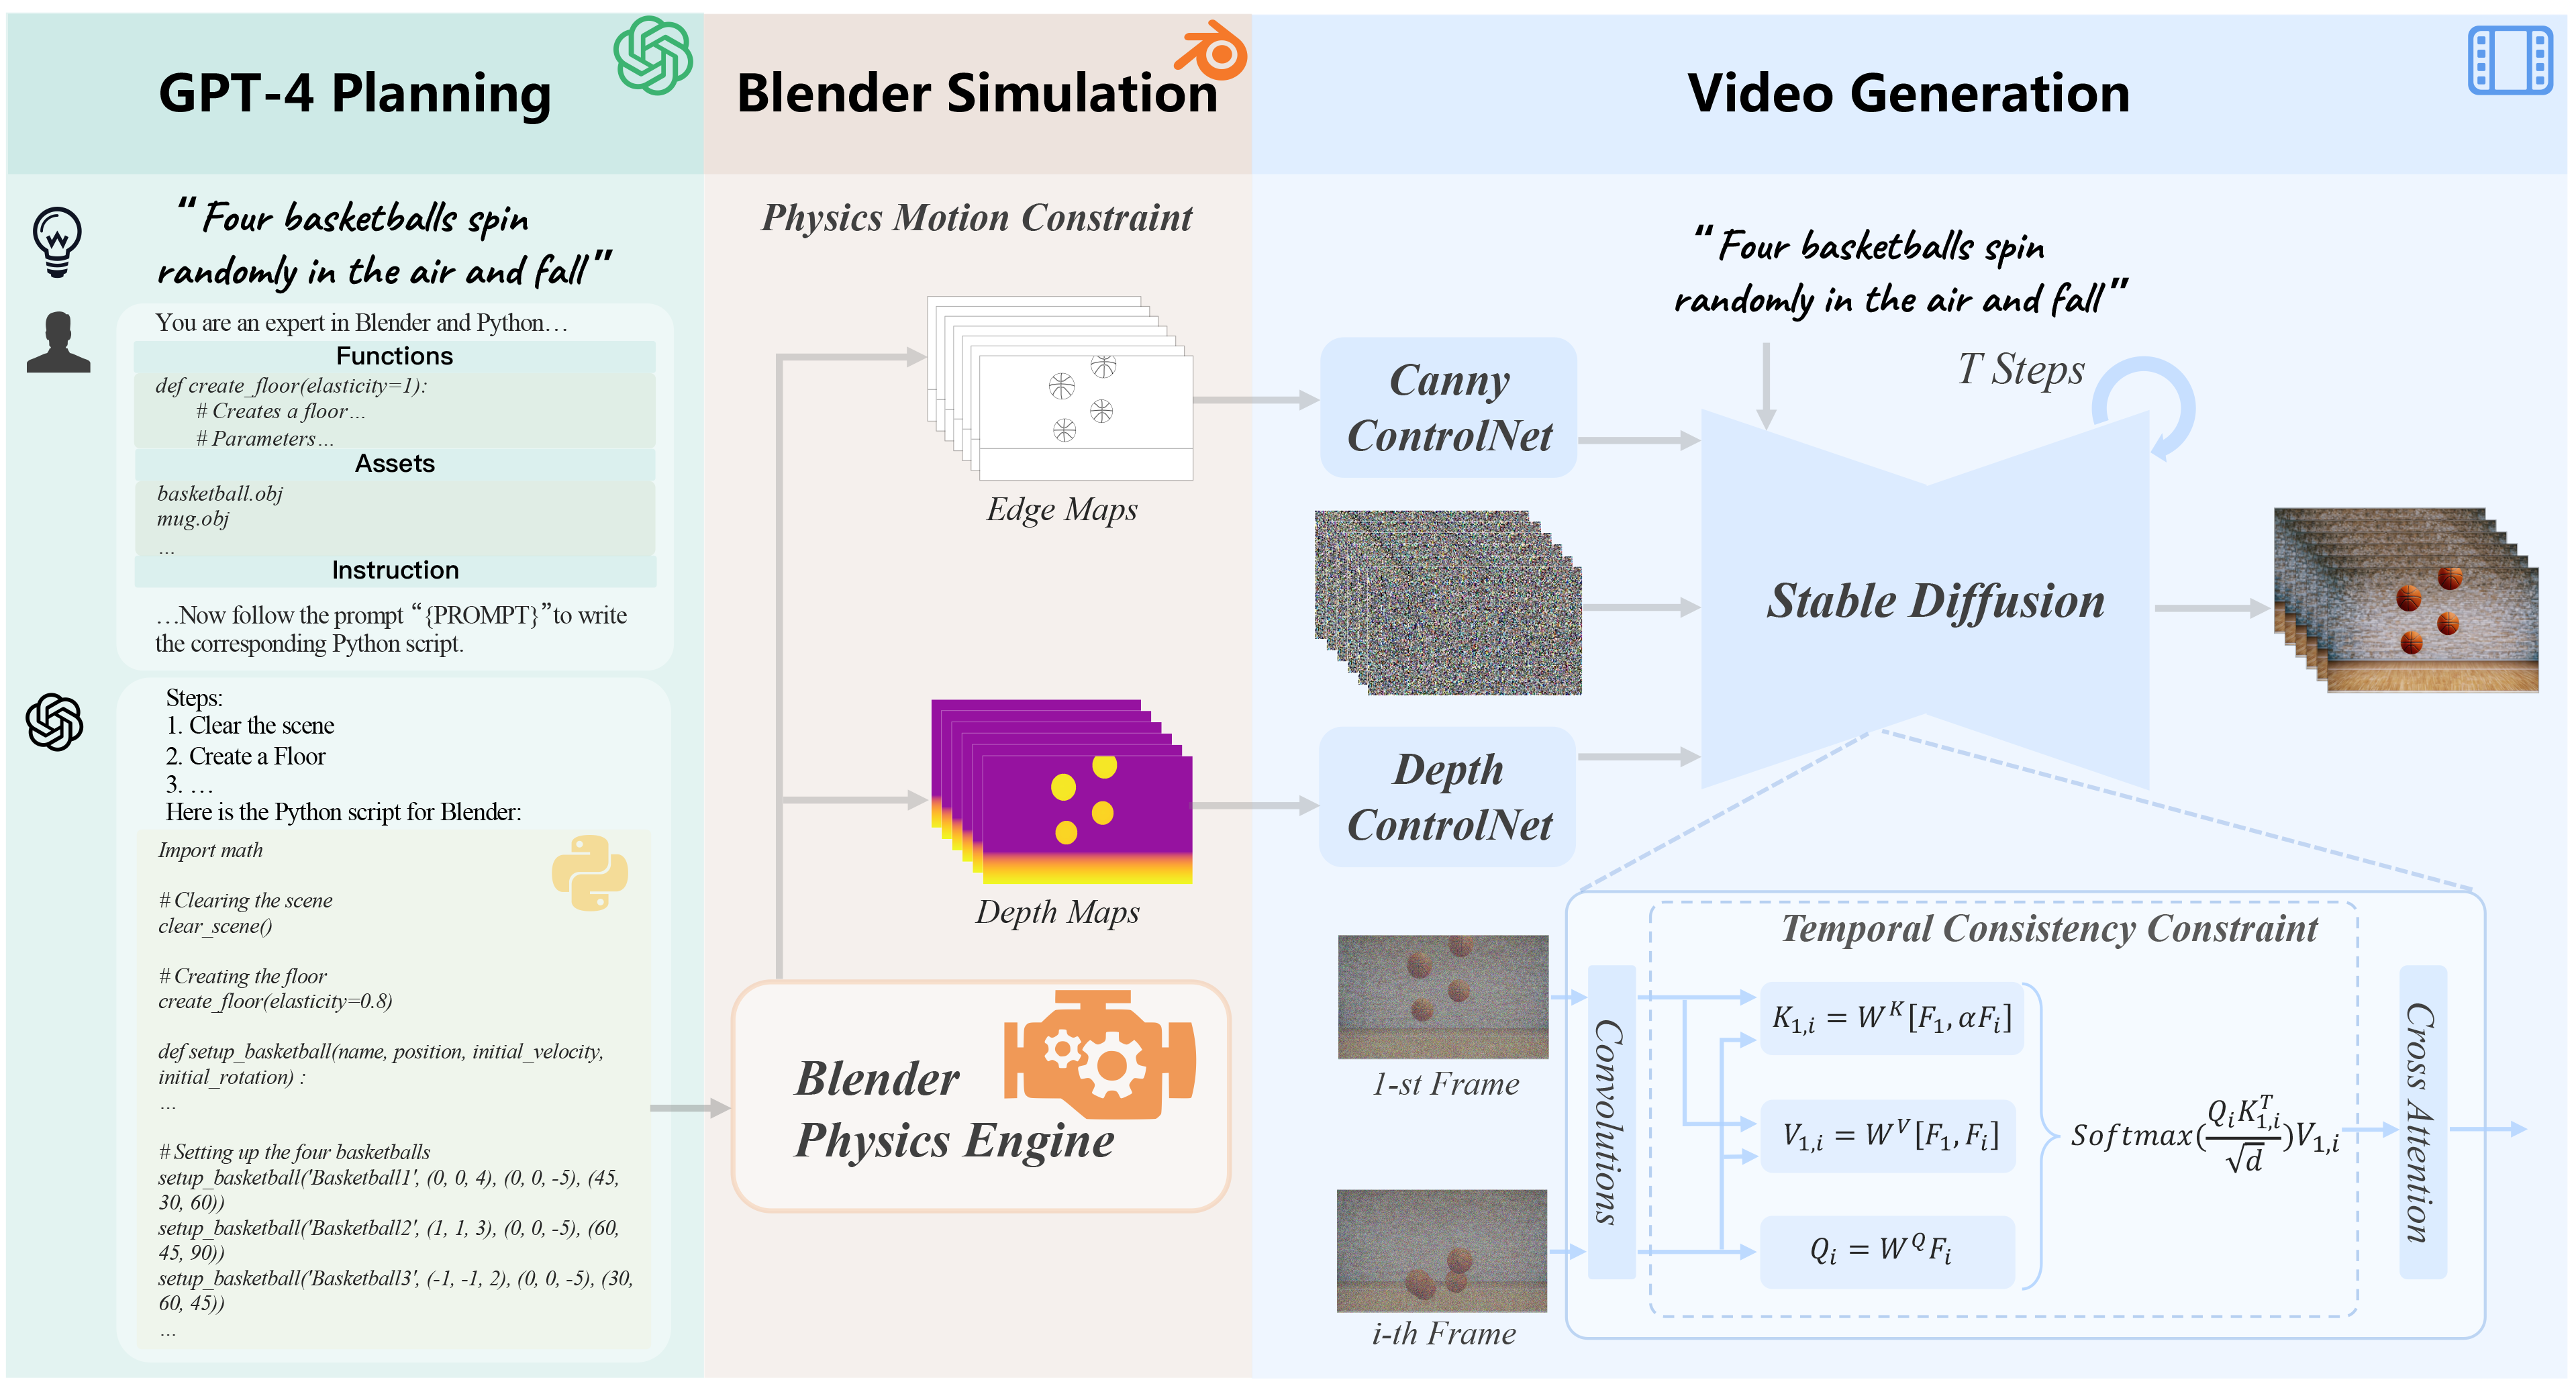 GPT-4 Planning
“Four basketballs spin
randomly in the air and fall”
You are an expert in Blender and Python…
Functions
def create_floor(elasticity=1):
# Creates a floor…
# Parameters…
Assets
basketball.obj
mug.obj
…
Instruction
…Now follow the prompt “{PROMPT}”to write
the corresponding Python script.
Steps:
1. Clear the scene
2. Create a Floor
3. …
Here is the Python script for Blender:
Import math
# Clearing the scene
clear_scene()
# Creating the floor
create_floor(elasticity=0.8)
def setup_basketball(name, position, initial_velocity,
initial_rotation) :
…
# Setting up the four basketballs
setup_basketball('Basketball1', (0, 0, 4), (0, 0, -5), (45,
30, 60))
setup_basketball('Basketball2', (1, 1, 3), (0, 0, -5), (60,
45, 90))
setup_basketball('Basketball3', (-1, -1, 2), (0, 0, -5), (30,
60, 45))
…
Blender Simulation
Physics Motion Constraint
Edge Maps
Depth Maps
Blender
Physics Engine
Video Generation
“Four basketballs spin
randomly in the air and fall”
T Steps
Canny
ControlNet
Stable Diffusion
Depth
ControlNet
1-st Frame
i-th Frame
Convolutions
Temporal Consistency Constraint
K_{1,i} = W^K[F_1, αF_i]
V_{1,i} = W^V[F_1, F_i]
Q_i = W^Q F_i
Softmax(\frac{Q_i K_{1,i}^T}{\sqrt{d}})V_{1,i}
Cross Attention